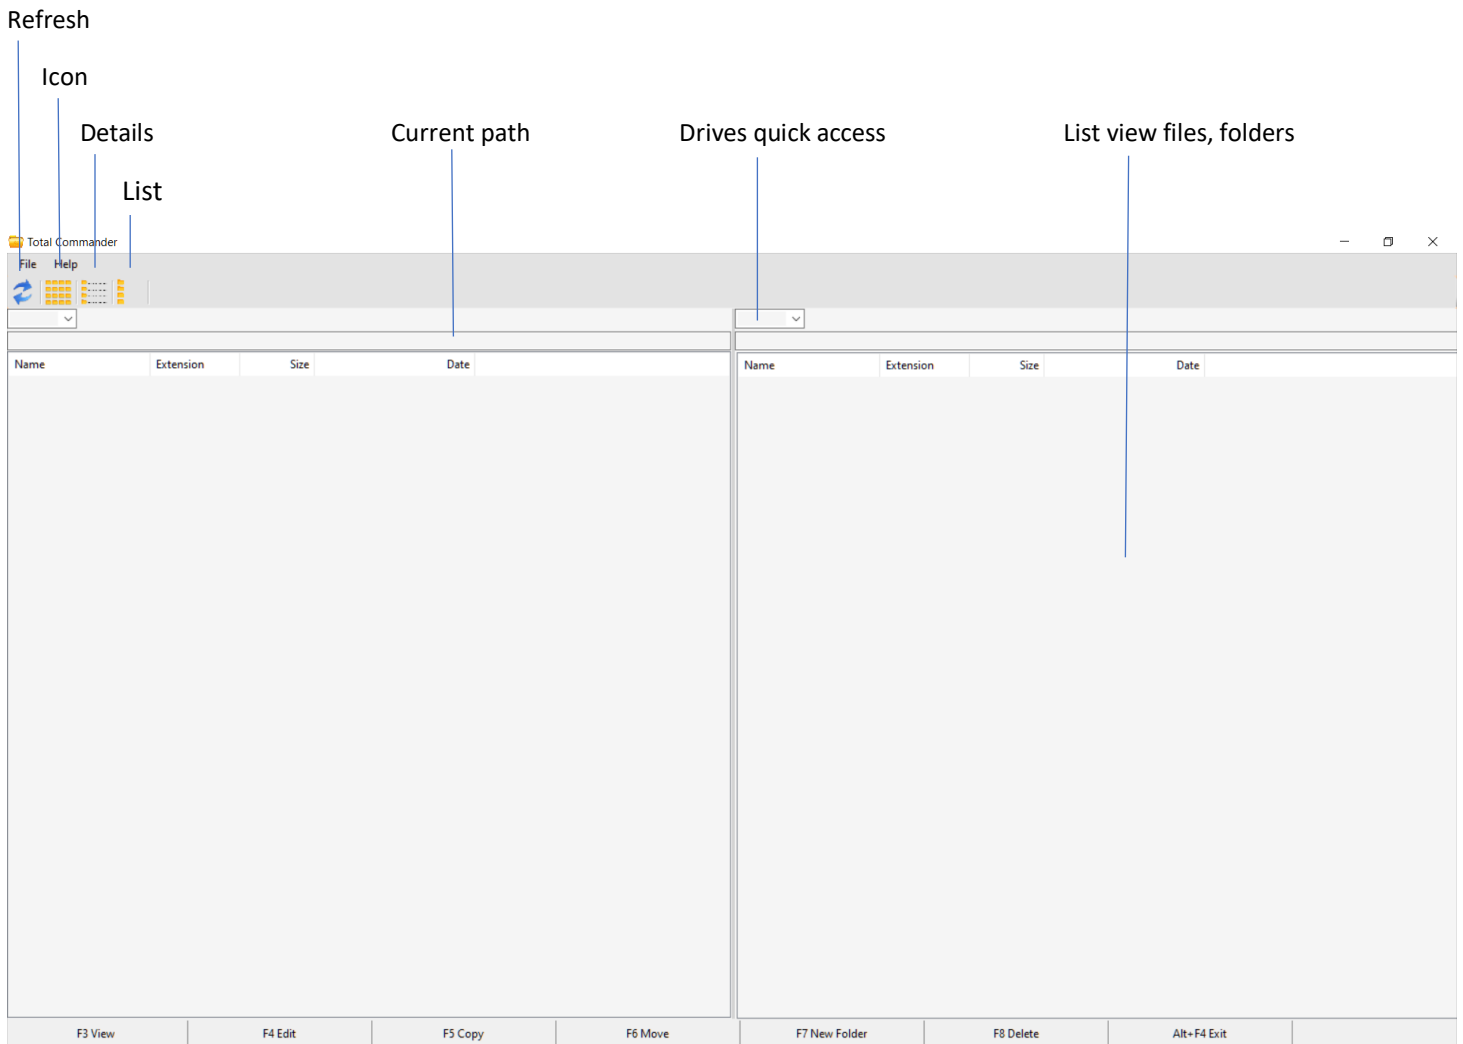 Refresh
Icon
Details Current path Drives quick access List view files, folders
List
Total Commander
File Help
Name Extension Size Date Name Extension Size Date
F3 View F4 Edit F5 Copy F6 Move F7 New Folder F8 Delete Alt+F4 Exit